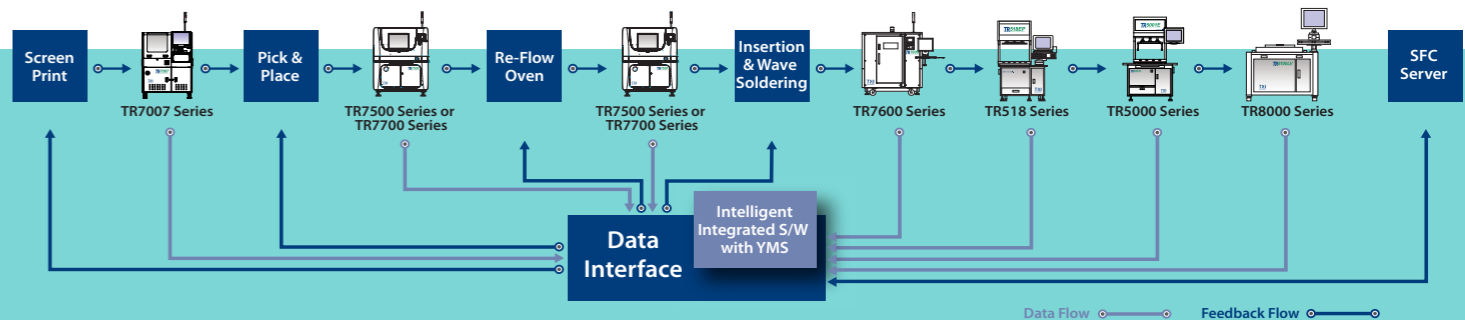 Screen
Print
TR7007 Series
Pick &
Place
TR7500 Series or
TR7700 Series
Re-Flow
Oven
TR7500 Series or
TR7700 Series
Insertion
& Wave
Soldering
TR7600 Series
TR518 Series
TR5000 Series
TR8000 Series
SFC
Server
Data
Interface
Intelligent
Integrated S/W
with YMS
Data Flow
Feedback Flow